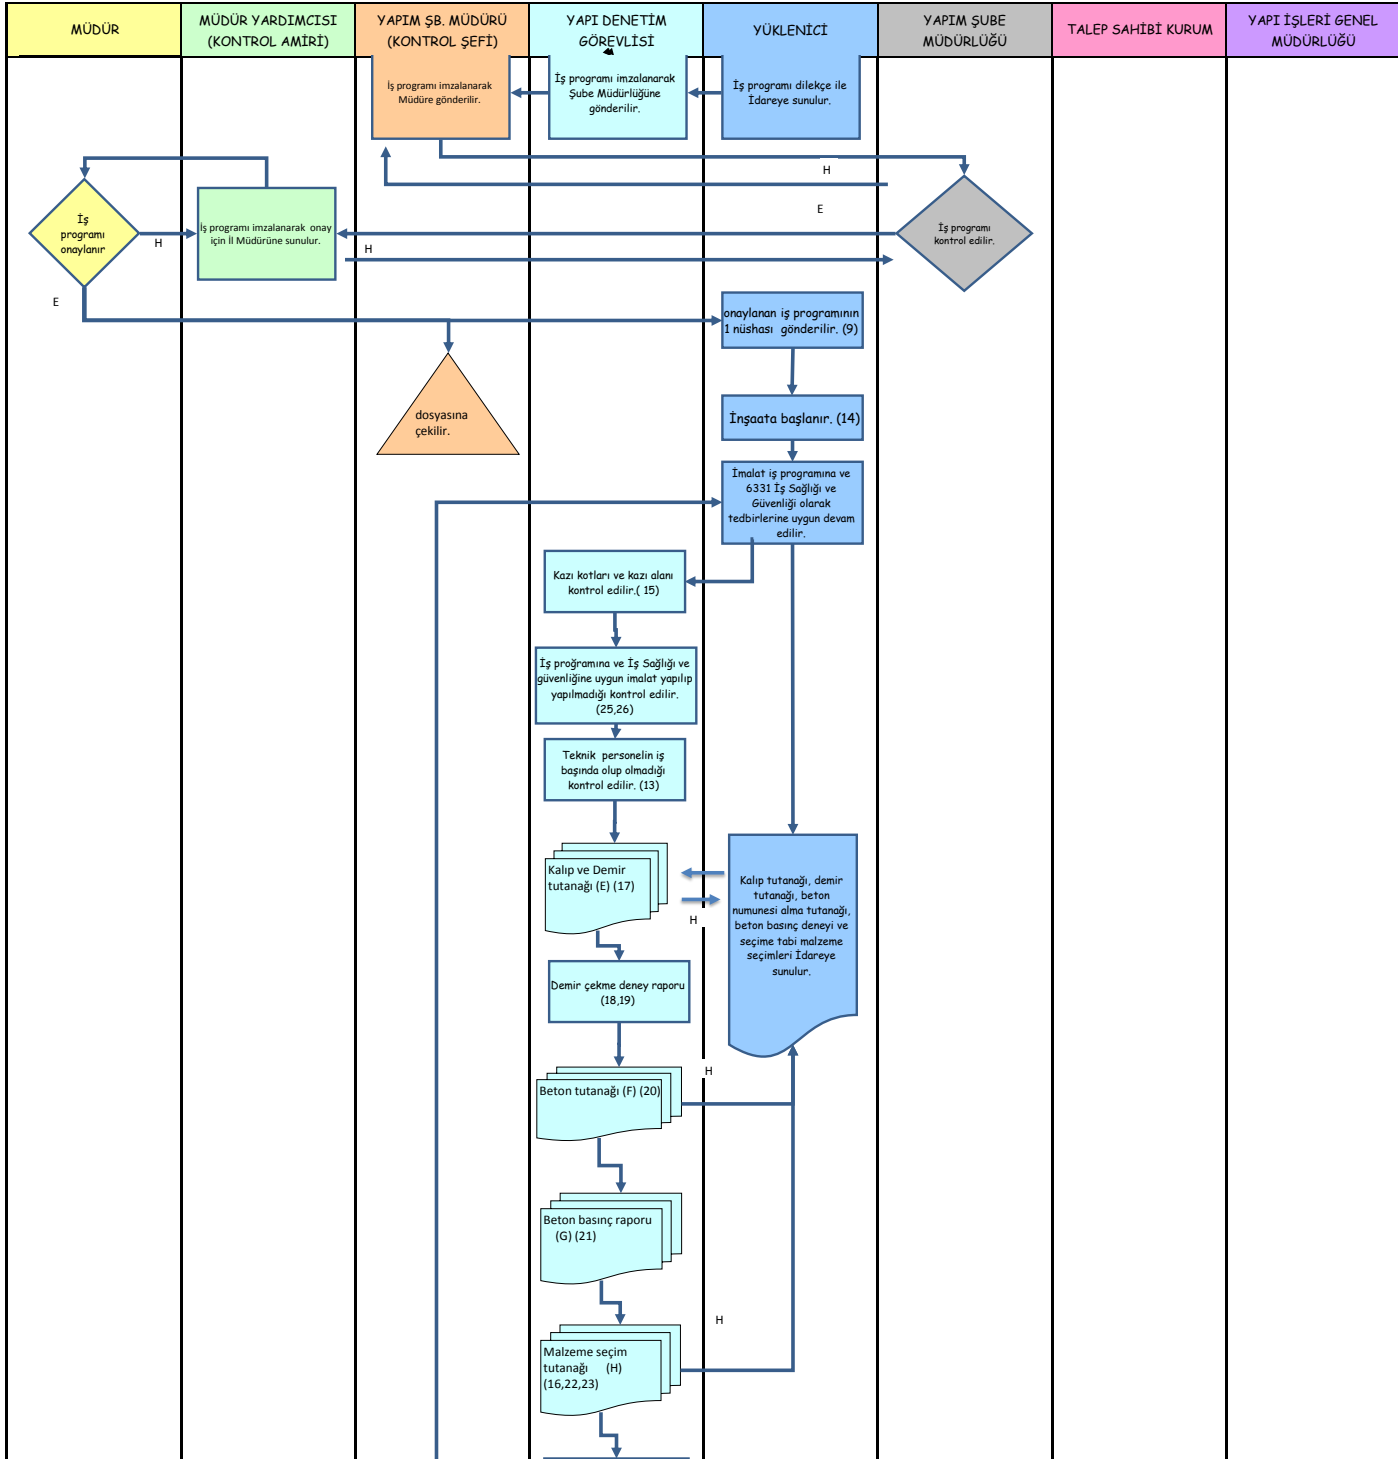 MÜDÜR
MÜDÜR YARDIMCISI
(KONTROL AMİRİ)
YAPIM ŞB. MÜDÜRÜ
(KONTROL ŞEFİ)
YAPI DENETİM
GÖREVLİSİ
YÜKLENİCİ
YAPIM ŞUBE
MÜDÜRLÜĞÜ
TALEP SAHİBİ KURUM
YAPI İŞLERİ GENEL
MÜDÜRLÜĞÜ
İş programı imzalanarak
Müdüre gönderilir.
İş programı imzalanarak
Şube Müdürlüğüne
gönderilir.
İş programı dilekçe ile
İdareye sunulur.
H
E
İş
programı
onaylanır
H
İş programı imzalanarak onay
için İl Müdürüne sunulur.
H
İş programı
kontrol edilir.
E
onaylanan iş programının
1 nüshası gönderilir. (9)
dosyasına
çekilir.
İnşaata başlanır. (14)
İmalat iş programına ve
6331 İş Sağlığı ve
Güvenliği olarak
tedbirlerine uygun devam
edilir.
Kazı kotları ve kazı alanı
kontrol edilir.( 15)
İş proğramına ve İş Sağlığı ve
güvenliğine uygun imalat yapılıp
yapılmadığı kontrol edilir.
(25,26)
Teknik personelin iş
başında olup olmadığı
kontrol edilir. (13)
Kalıp ve Demir
tutanağı (E) (17)
H
Kalıp tutanağı, demir
tutanağı, beton
numunesi alma tutanağı,
beton basınç deneyi ve
seçime tabi malzeme
seçimleri İdareye
sunulur.
Demir çekme deney raporu
(18,19)
H
Beton tutanağı (F) (20)
Beton basınç raporu
(G) (21)
H
Malzeme seçim
tutanağı (H)
(16,22,23)